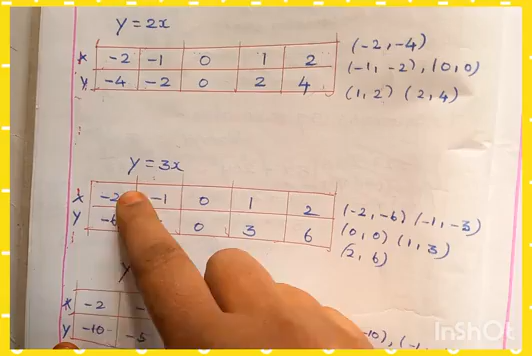 y = 2x
x -2 -1 0 1 2
y -4 -2 0 2 4
(-2, -4)
(-1, -2), (0, 0)
(1, 2) (2, 4)
y = 3x
x -2 -1 0 1 2
y 0 3 6
(-2, -6) (-1, -3)
(0, 0) (1, 3)
(2, 6)
x -2
y -10 -5
InShot